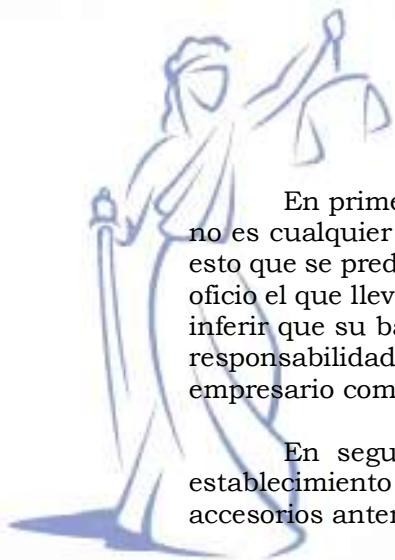 En prime
no es cualquier
esto que se pred
oficio el que llev
inferir que su ba
responsabilidad
empresario com
En segu
establecimiento
accesorios anter